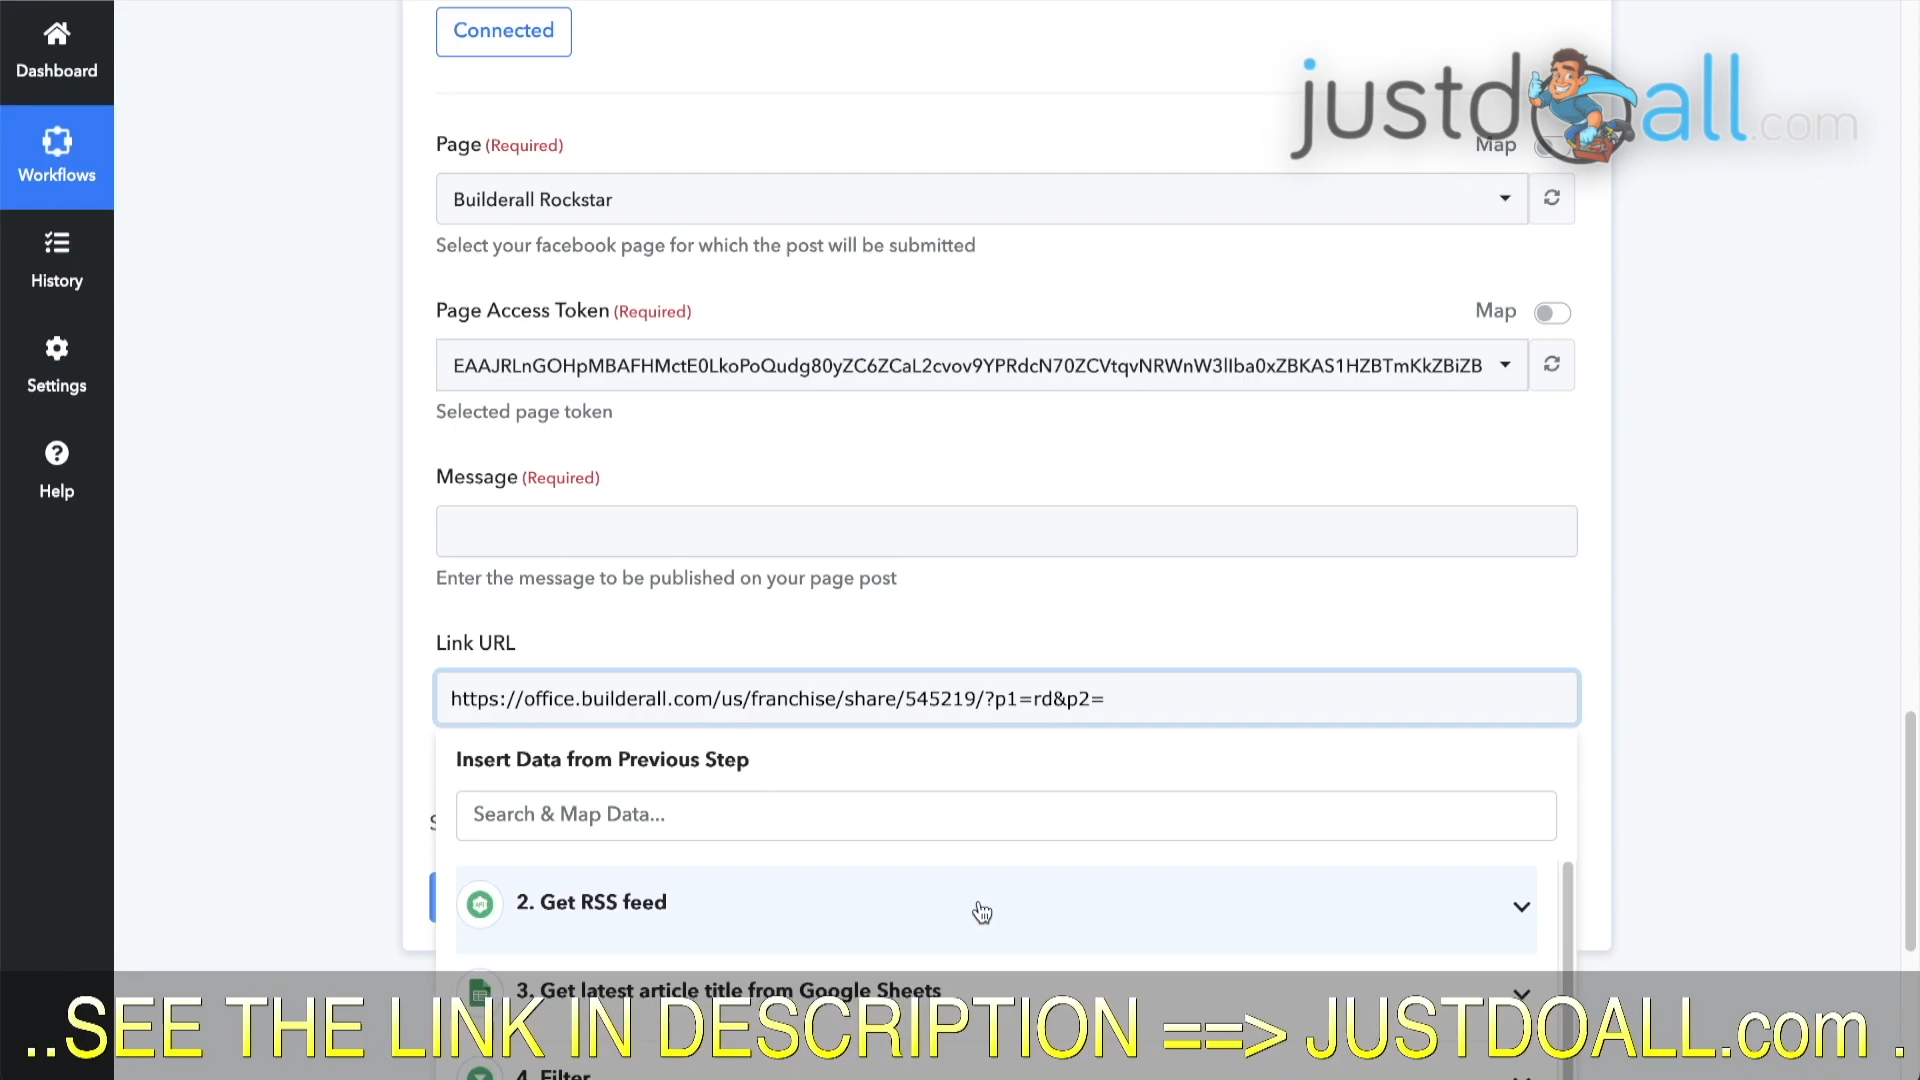 Dashboard
Workflows
History
Settings
Help
Connected
justdoall.com
Page (Required)
Map
Builderall Rockstar
Select your facebook page for which the post will be submitted
Page Access Token (Required)
Map
EAAJRLnGOHpMBAFHMctE0LkoPoQudg80yZC6ZCaL2cvov9YPRdcN70ZCVtqvNRWnW3lIba0xZBKAS1HZBTmKkZBiZB
Selected page token
Message (Required)
Enter the message to be published on your page post
Link URL
https://office.builderall.com/us/franchise/share/545219/?p1=rd&p2=
Insert Data from Previous Step
Search & Map Data...
2. Get RSS feed
3. Get latest article title from Google Sheets
..SEE THE LINK IN DESCRIPTION ==> JUSTDOALL.com .
4. Filter